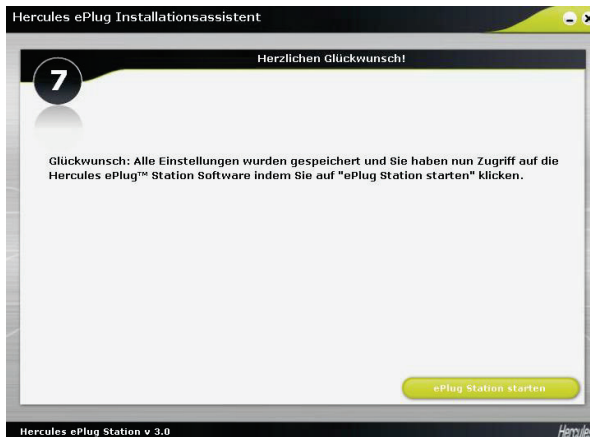 Hercules ePlug Installationsassistent
Herzlichen Glückwunsch!
7
Glückwunsch: Alle Einstellungen wurden gespeichert und Sie haben nun Zugriff auf die
Hercules ePlug™ Station Software indem Sie auf "ePlug Station starten" klicken.
ePlug Station starten
Hercules ePlug Station v 3.0
Hercules